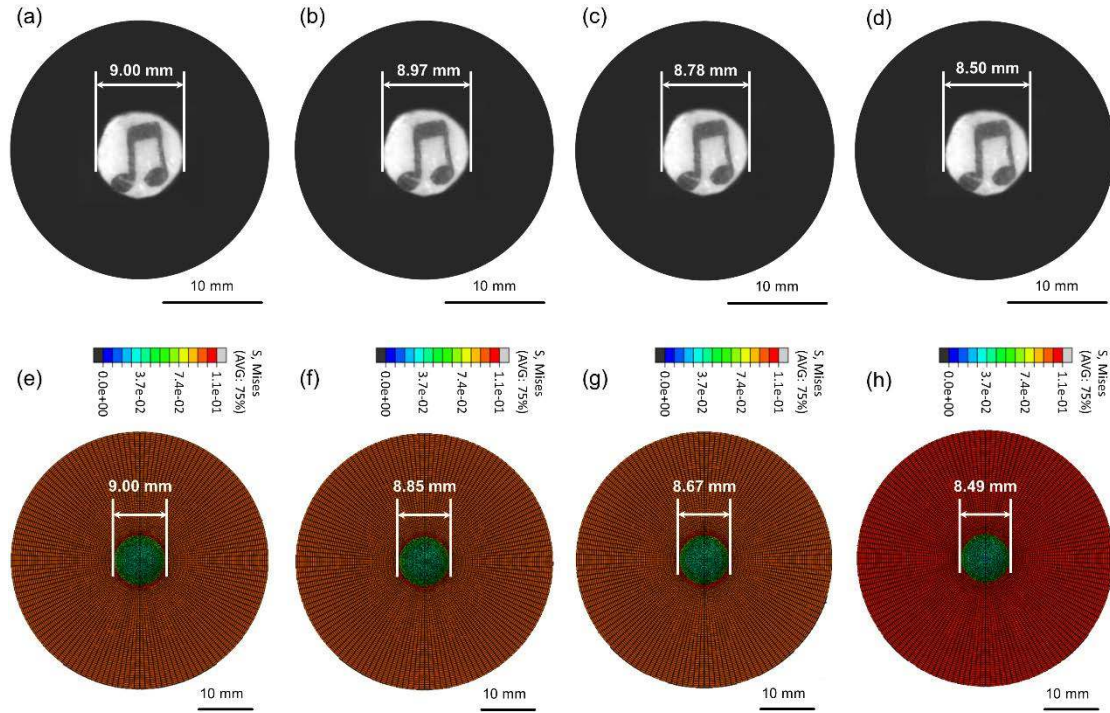 (a)
(b)
(c)
(d)
9.00 mm
8.97 mm
8.78 mm
8.50 mm
10 mm
10 mm
10 mm
10 mm
S, Mises
(AVG: 75%)
1.1e-01
7.4e-02
3.7e-02
0.0e+00
S, Mises
(AVG: 75%)
1.1e-01
7.4e-02
3.7e-02
0.0e+00
S, Mises
(AVG: 75%)
1.1e-01
7.4e-02
3.7e-02
0.0e+00
S, Mises
(AVG: 75%)
1.1e-01
7.4e-02
3.7e-02
0.0e+00
(e)
(f)
(g)
(h)
9.00 mm
8.85 mm
8.67 mm
8.49 mm
10 mm
10 mm
10 mm
10 mm